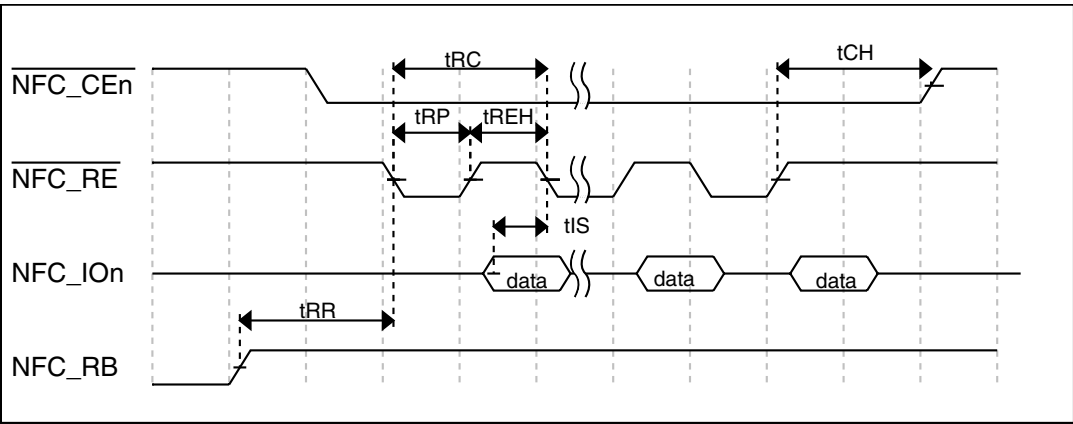 tRC
tCH
NFC_CEn
tRP
tREH
NFC_RE
tIS
NFC_IOn
data
data
data
tRR
NFC_RB